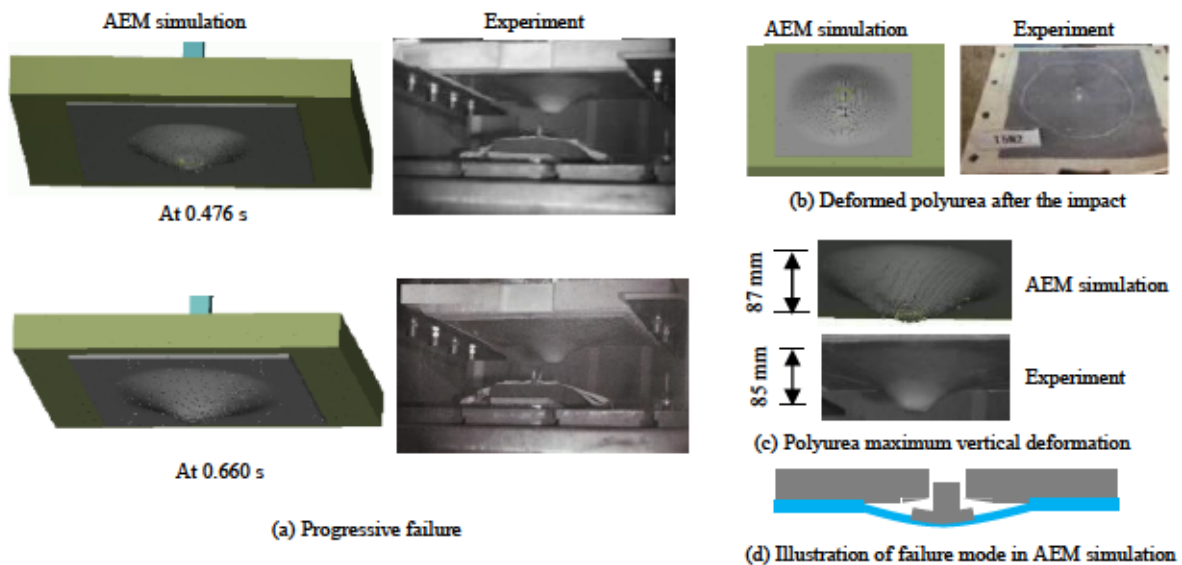 AEM simulation
Experiment
At 0.476 s
At 0.660 s
(a) Progressive failure
AEM simulation
Experiment
1582
(b) Deformed polyurea after the impact
87 mm
AEM simulation
85 mm
Experiment
(c) Polyurea maximum vertical deformation
(d) Illustration of failure mode in AEM simulation